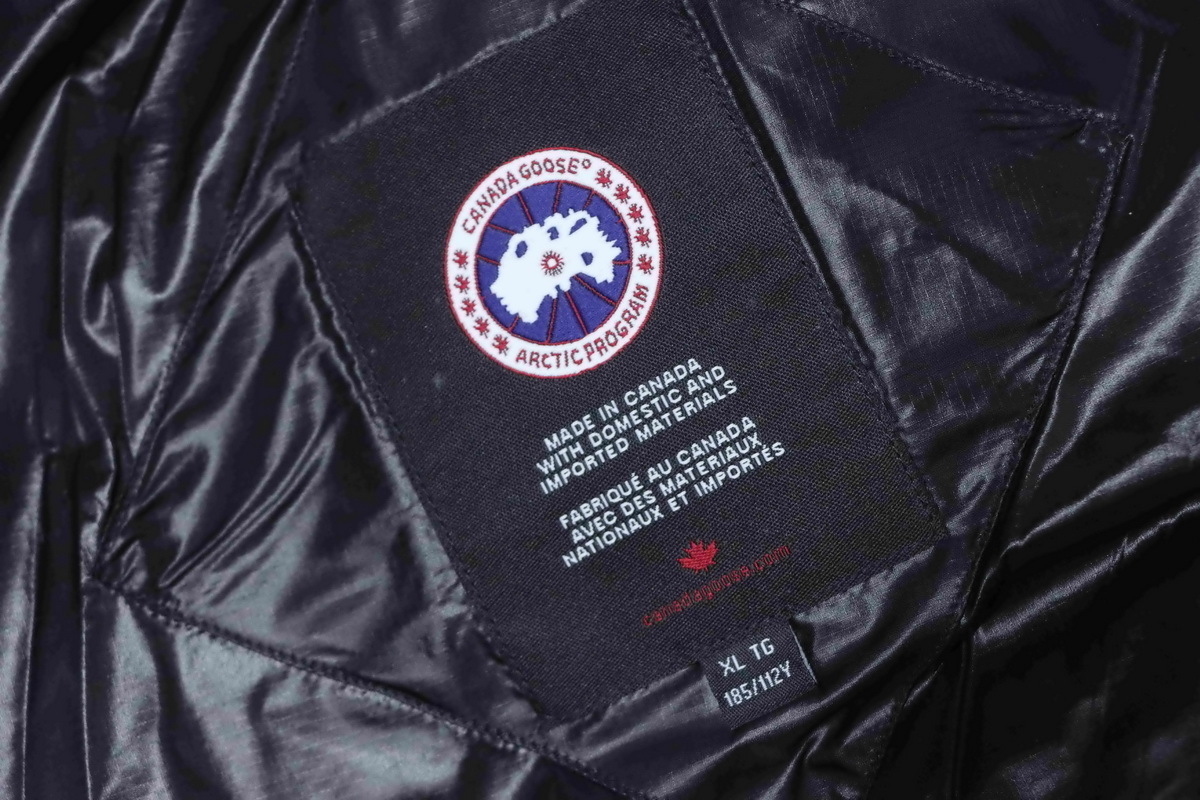 CANADA GOOSE®
ARCTIC PROGRAM
MADE IN CANADA
WITH DOMESTIC AND
IMPORTED MATERIALS
FABRIQUÉ AU CANADA
AVEC DES MATERIAUX
NATIONAUX ET IMPORTÉS
canadagoose.com
XL TG
185/112Y